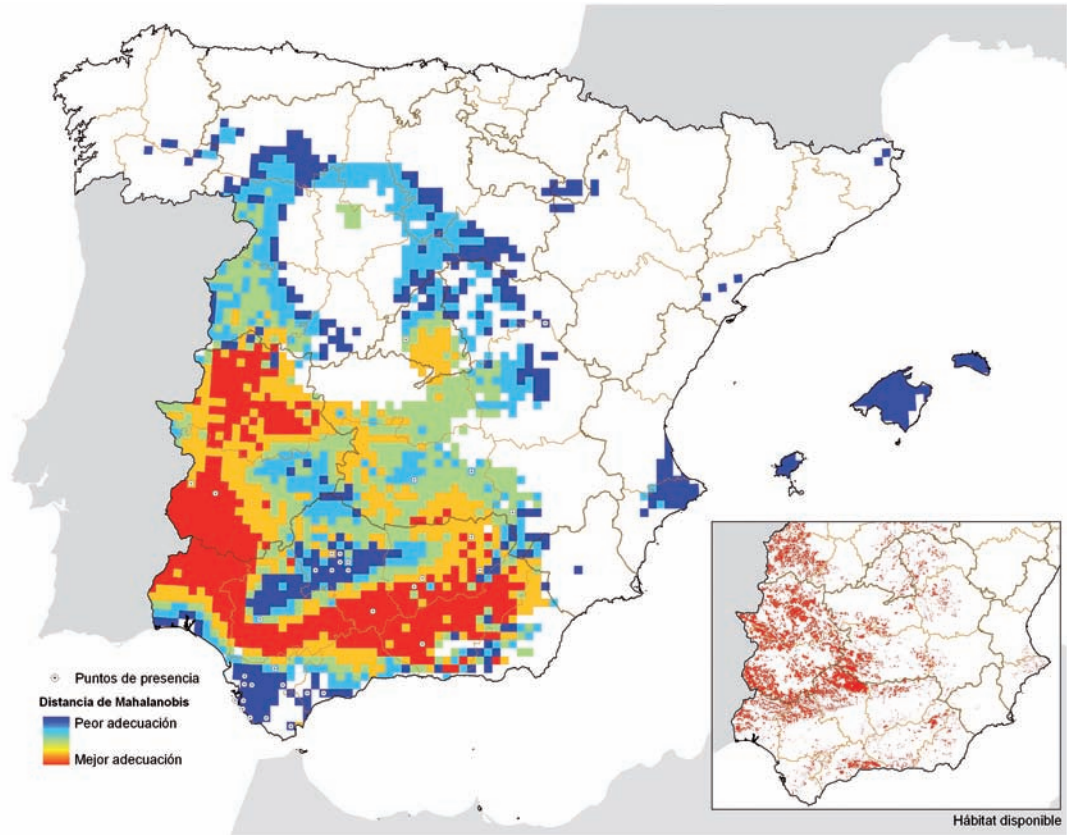 Puntos de presencia
Distancia de Mahalanobis
Peor adecuación
Mejor adecuación
Hábitat disponible